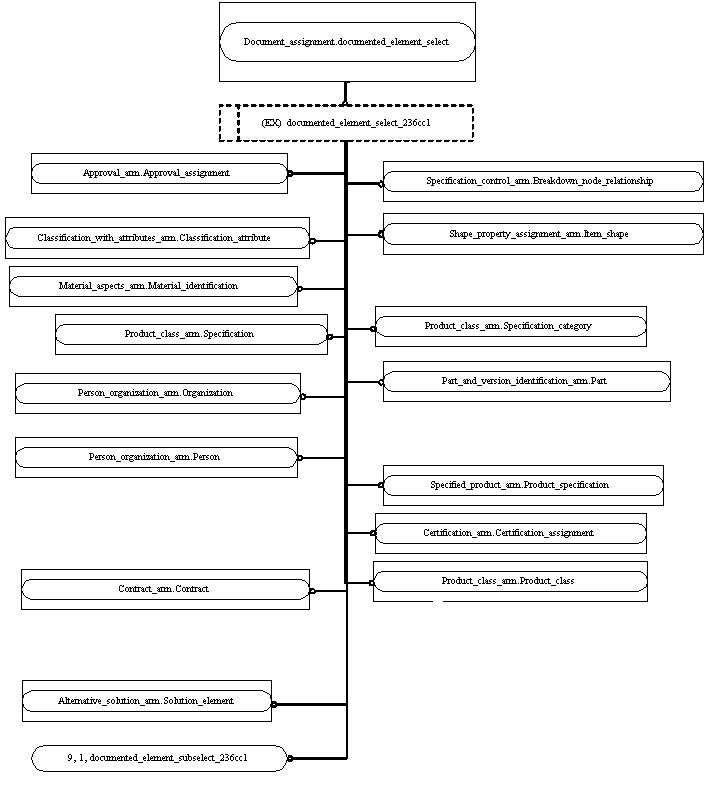 Document_assignment.documented_element_select
(EX) documented_element_select_236cc1
Approval_arm.Approval_assignment
Specification_control_arm.Breakdown_node_relationship
Classification_with_attributes_arm.Classification_attribute
Shape_property_assignment_arm.Item_shape
Material_aspects_arm.Material_identification
Product_class_arm.Specification
Product_class_arm.Specification_category
Person_organization_arm.Organization
Part_and_version_identification_arm.Part
Person_organization_arm.Person
Specified_product_arm.Product_specification
Certification_arm.Certification_assignment
Contract_arm.Contract
Product_class_arm.Product_class
Alternative_solution_arm.Solution_element
9, 1, documented_element_subselect_236cc1